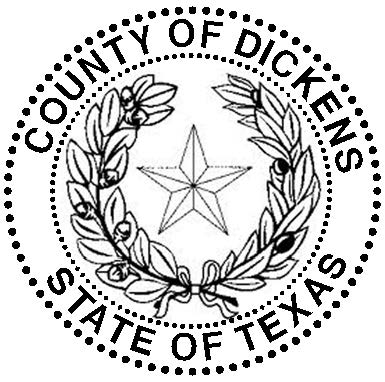 COUNTY OF DICKENS
STATE OF TEXAS